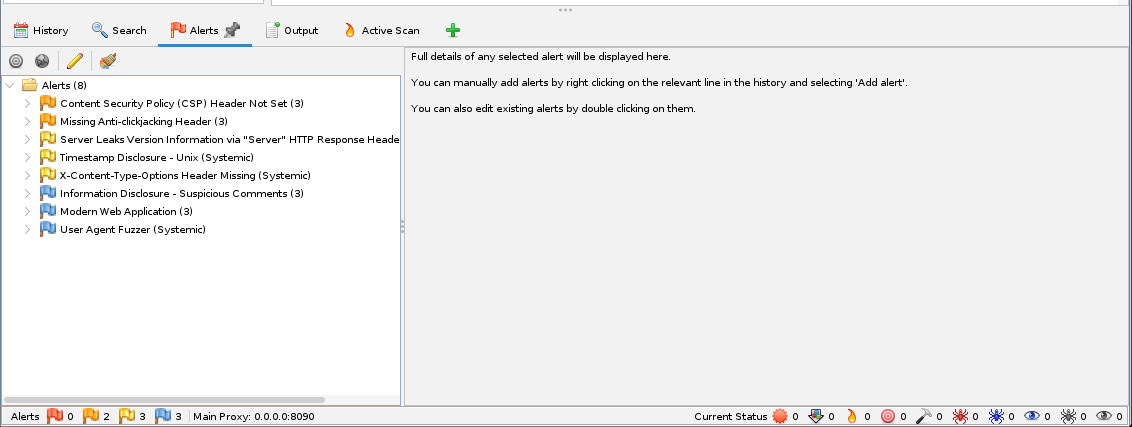 History Search Alerts Output Active Scan
Full details of any selected alert will be displayed here.
You can manually add alerts by right clicking on the relevant line in the history and selecting 'Add alert'.
You can also edit existing alerts by double clicking on them.
Alerts (8)
Content Security Policy (CSP) Header Not Set (3)
Missing Anti-clickjacking Header (3)
Server Leaks Version Information via "Server" HTTP Response Heade
Timestamp Disclosure - Unix (Systemic)
X-Content-Type-Options Header Missing (Systemic)
Information Disclosure - Suspicious Comments (3)
Modern Web Application (3)
User Agent Fuzzer (Systemic)
Alerts 0 2 3 3 Main Proxy: 0.0.0.0:8090 Current Status 0 0 0 0 0 0 0 0 0 0